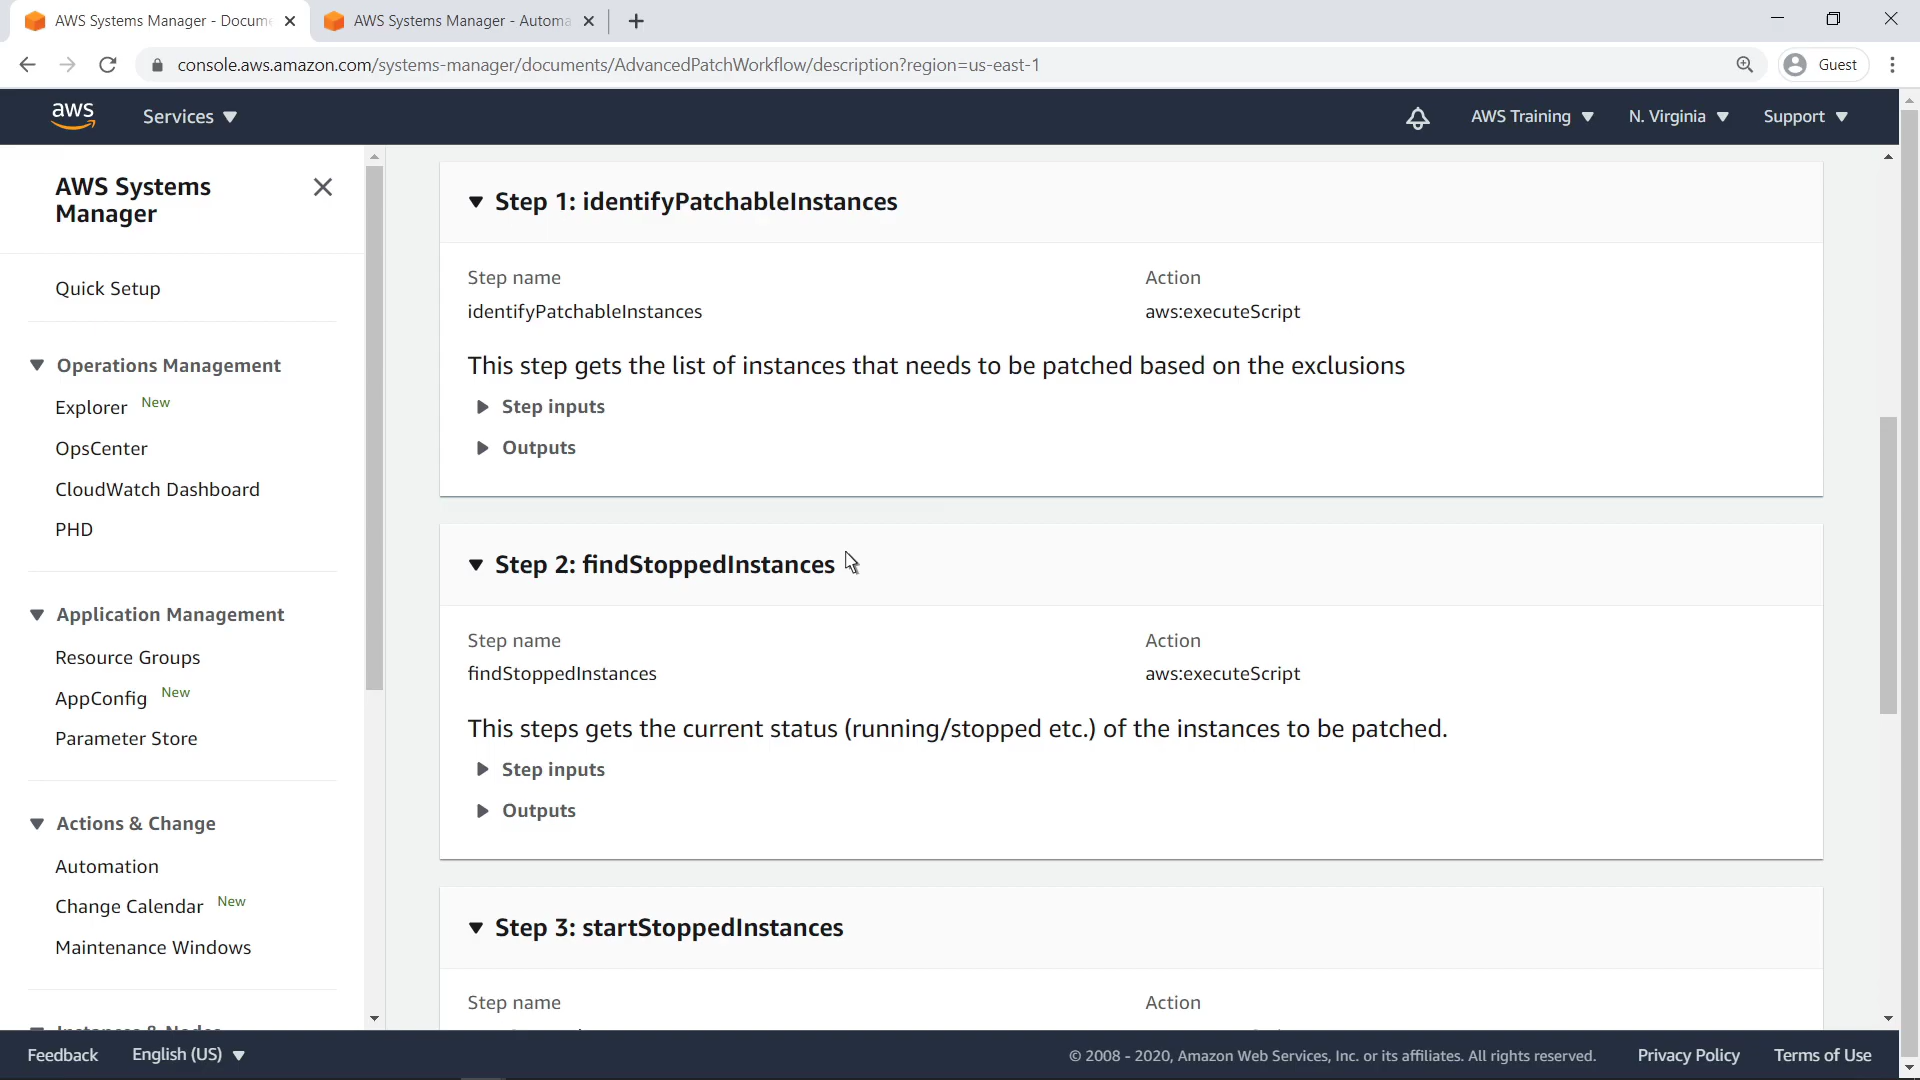 AWS Systems Manager - Docum
AWS Systems Manager - Automa
console.aws.amazon.com/systems-manager/documents/AdvancedPatchWorkflow/description?region=us-east-1
Guest
aws
Services
AWS Training
N. Virginia
Support
AWS Systems
Manager
Quick Setup
Operations Management
Explorer New
OpsCenter
CloudWatch Dashboard
PHD
Application Management
Resource Groups
AppConfig New
Parameter Store
Actions & Change
Automation
Change Calendar New
Maintenance Windows
Step 1: identifyPatchableInstances
Step name
Action
identifyPatchableInstances
aws:executeScript
This step gets the list of instances that needs to be patched based on the exclusions
Step inputs
Outputs
Step 2: findStoppedInstances
Step name
Action
findStoppedInstances
aws:executeScript
This steps gets the current status (running/stopped etc.) of the instances to be patched.
Step inputs
Outputs
Step 3: startStoppedInstances
Step name
Action
Feedback
English (US)
© 2008 - 2020, Amazon Web Services, Inc. or its affiliates. All rights reserved.
Privacy Policy
Terms of Use